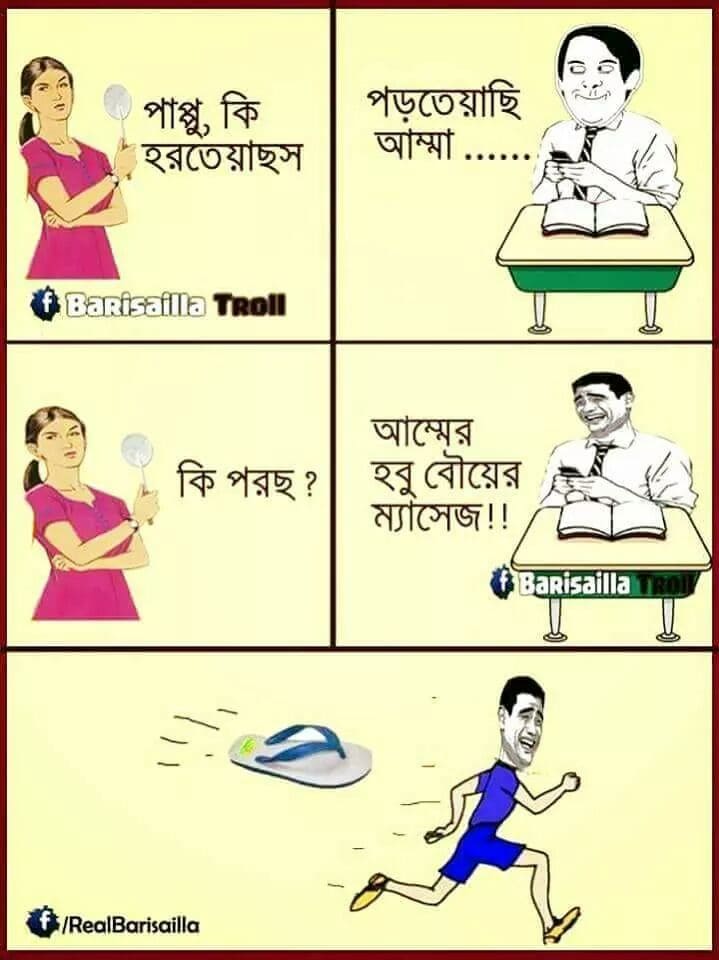 পাপ্পু, কি
হরতেয়াছস
পড়তেয়াছি
আম্মা ......
Barisailla Troll
কি পরছ ?
আম্মের
হবু বৌয়ের
ম্যাসেজ!!
Barisailla Troll
/RealBarisailla